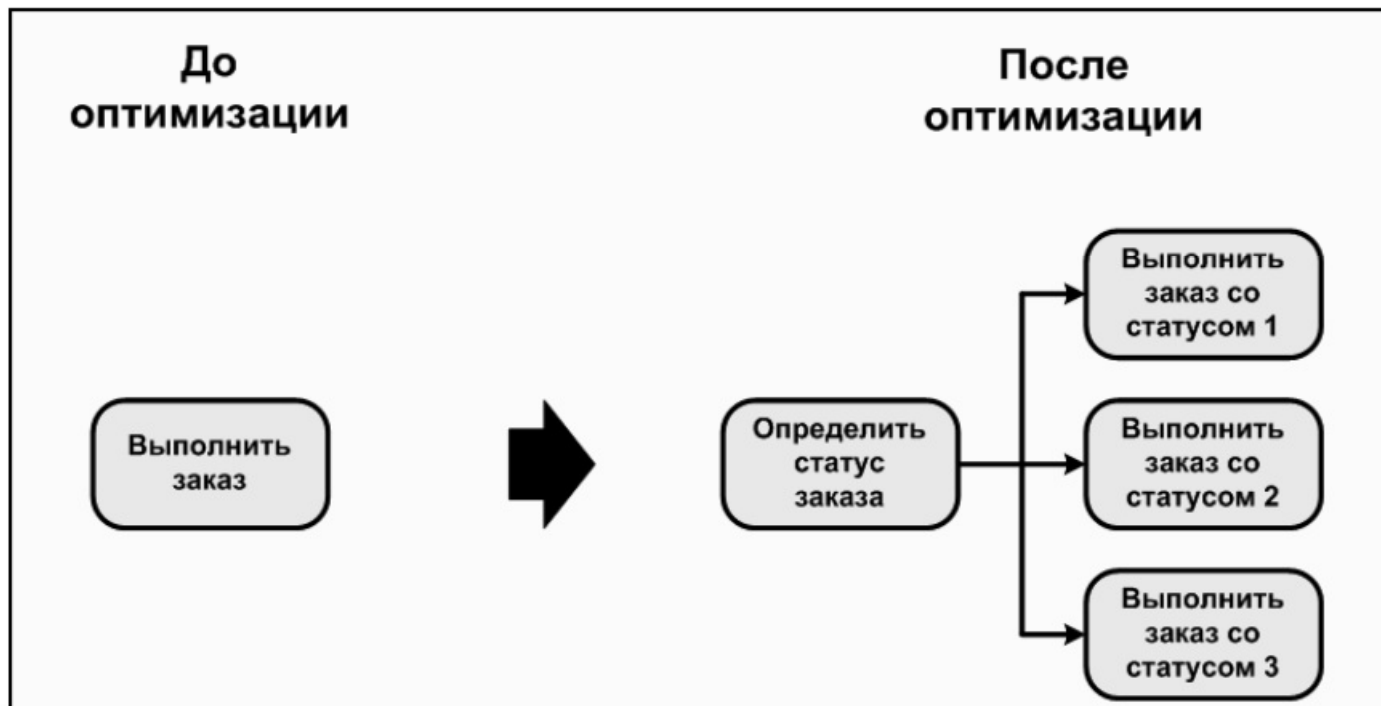 До
оптимизации
После
оптимизации
Выполнить
заказ
Определить
статус
заказа
Выполнить
заказ со
статусом 1
Выполнить
заказ со
статусом 2
Выполнить
заказ со
статусом 3